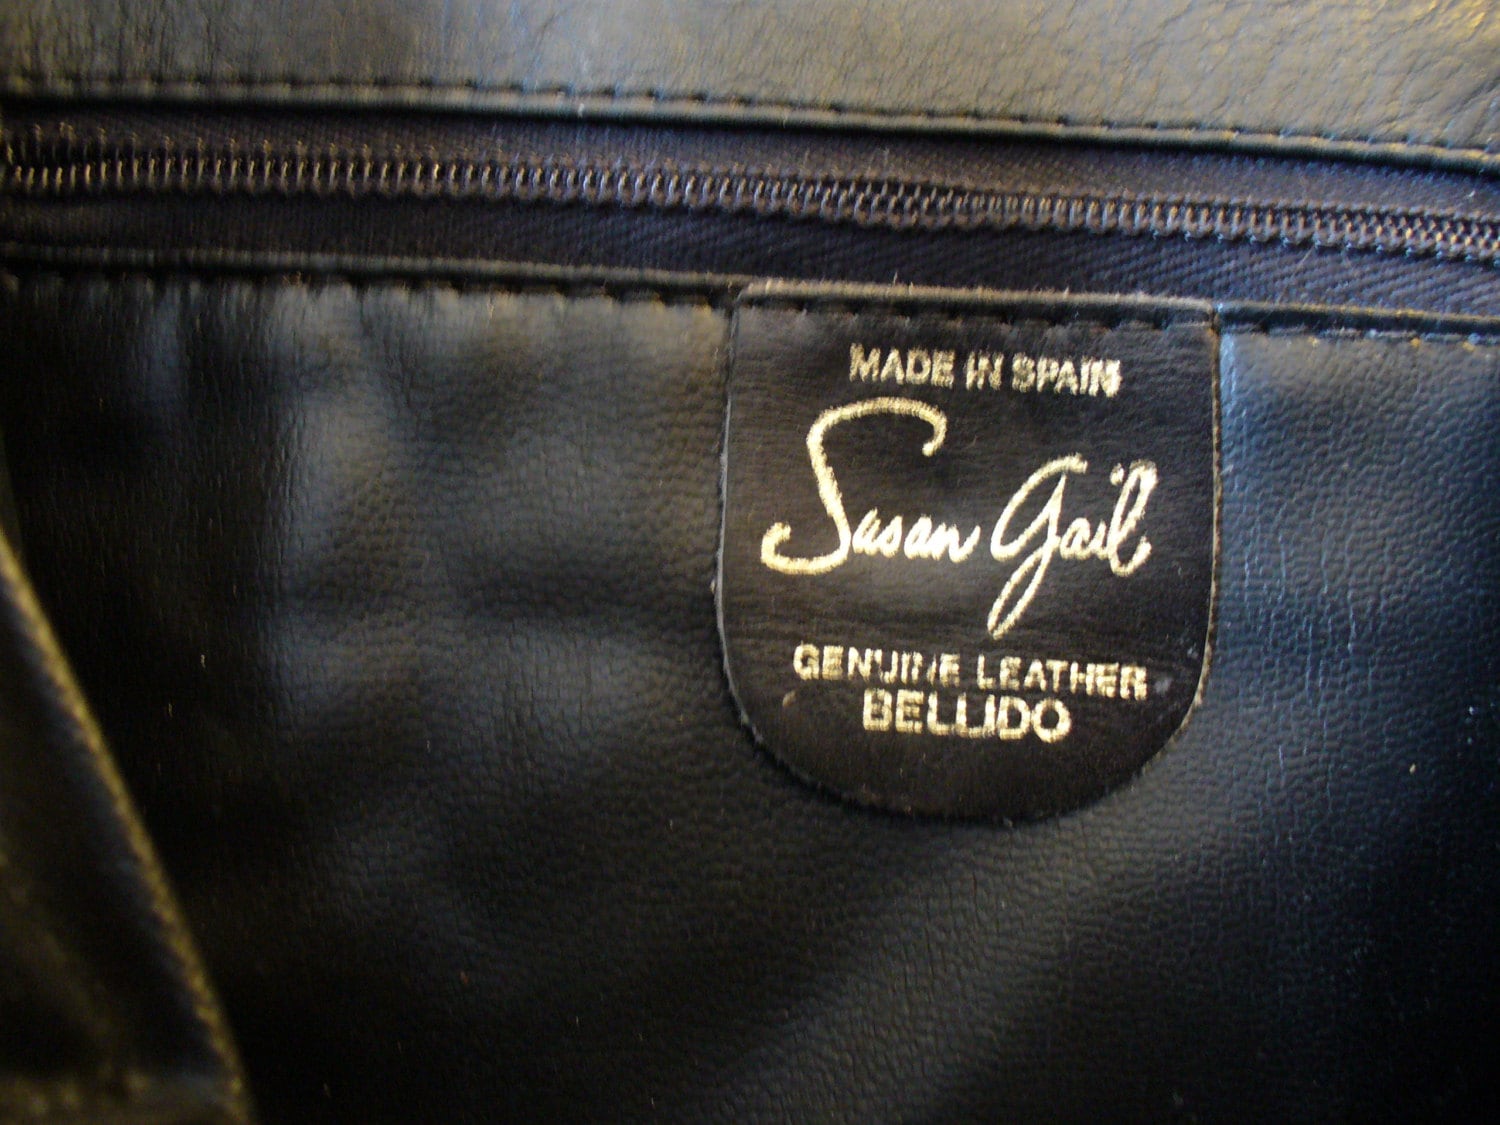 MADE IN SPAIN
Susan Gail
GENUINE LEATHER
BELLIDO